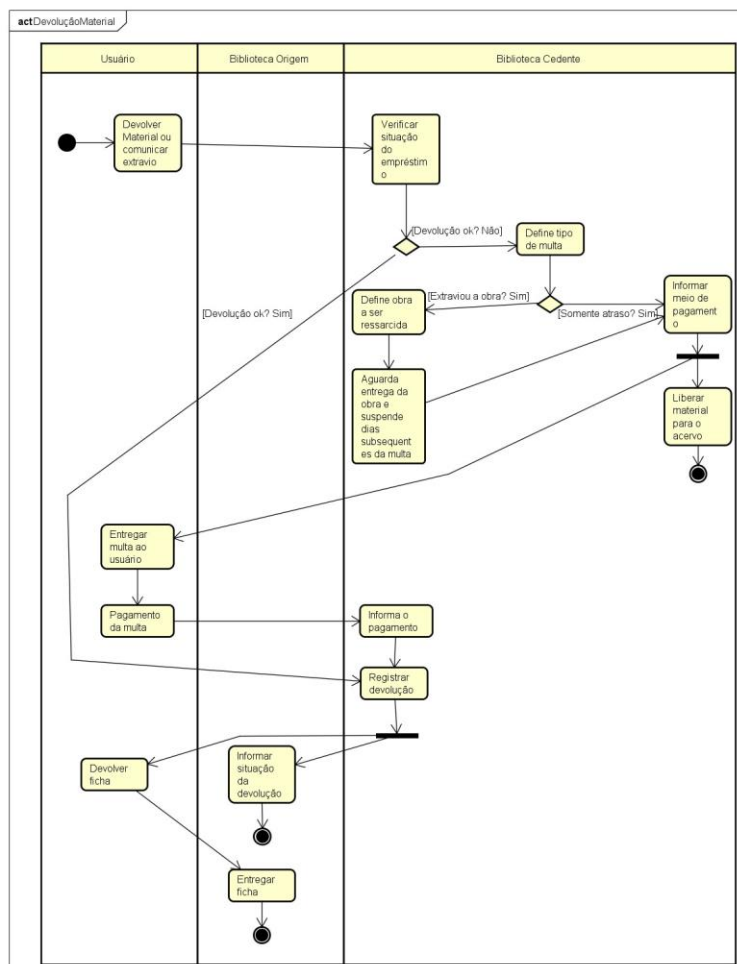 act DevoluçãoMaterial
Usuário
Biblioteca Origem
Biblioteca Cedente
Devolver
Material ou
comunicar
extravio
Verificar
situação
do
empréstim
o
[Devolução ok? Não]
Define tipo
de multa
[Devolução ok? Sim]
Define obra
a ser
ressarcida
[Extraviou a obra? Sim]
[Somente atraso? Sim]
Informar
meio de
pagament
o
Aguarda
entrega da
obra e
suspende
dias
subsequent
es da multa
Liberar
material
para o
acervo
Entregar
multa ao
usuário
Pagamento
da multa
Informa o
pagamento
Registrar
devolução
Devolver
ficha
Informar
situação
da
devolução
Entregar
ficha